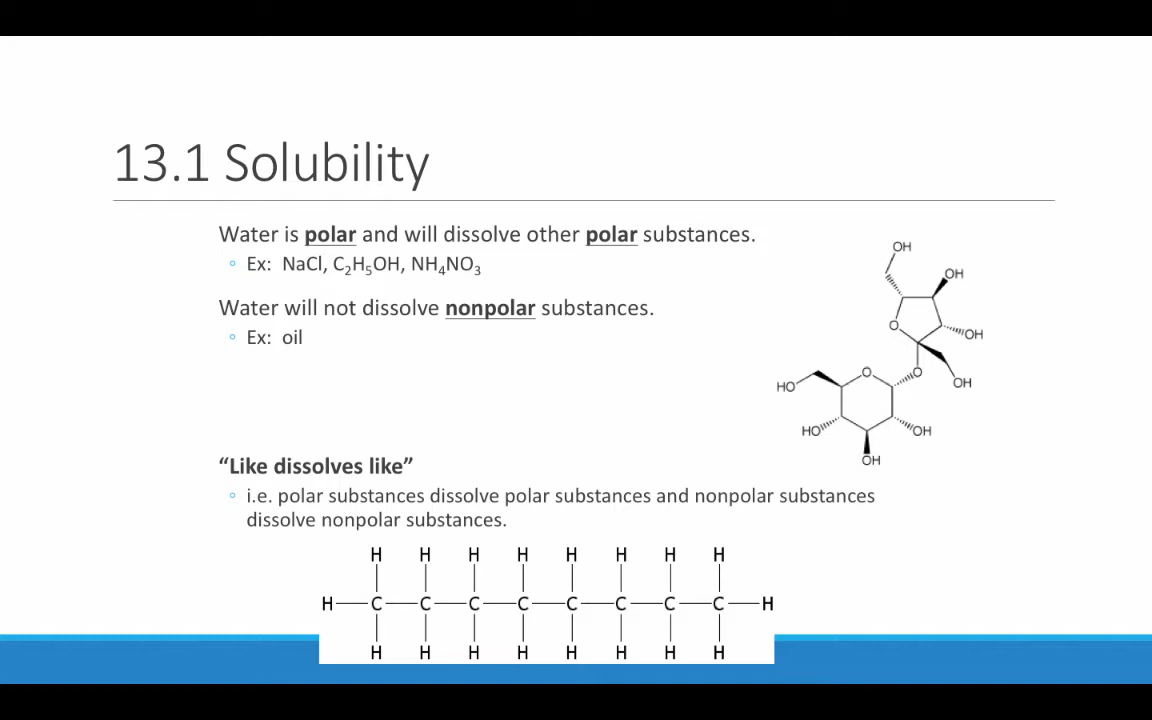 13.1 Solubility
Water is polar and will dissolve other polar substances.
◦ Ex: NaCl, C₂H₅OH, NH₄NO₃
Water will not dissolve nonpolar substances.
◦ Ex: oil
OH
OH
O
OH
O
O
HO
OH
HO
OH
OH
“Like dissolves like”
◦ i.e. polar substances dissolve polar substances and nonpolar substances
dissolve nonpolar substances.
H H H H H H H H
H C C C C C C C C H
H H H H H H H H